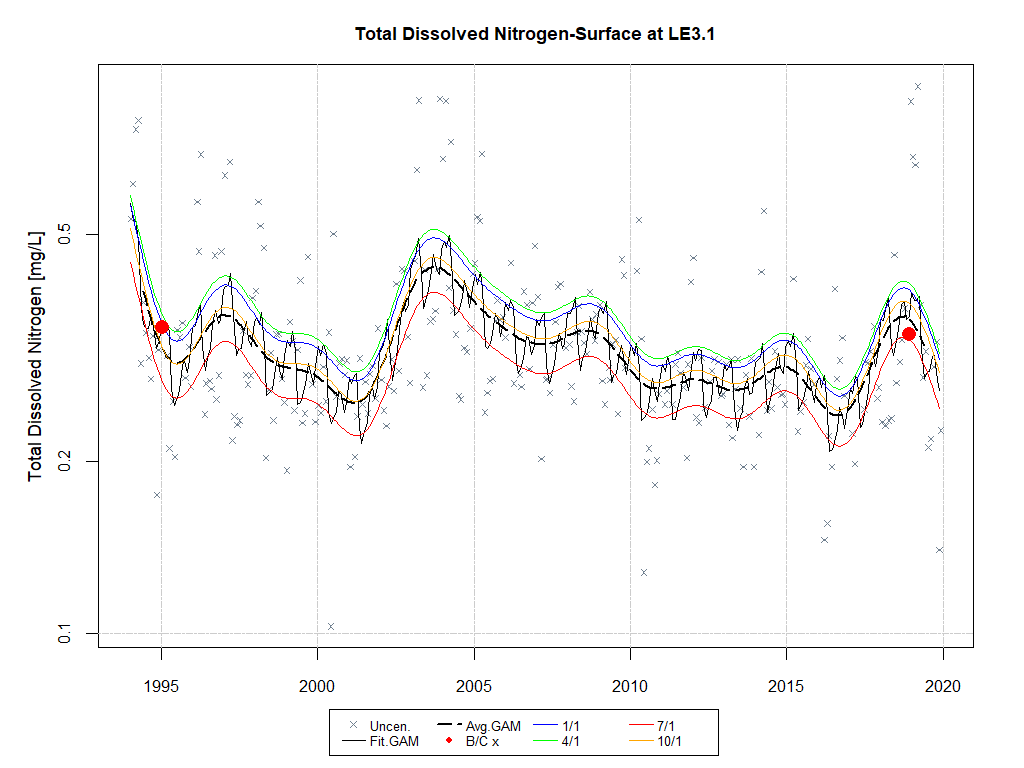 Total Dissolved Nitrogen-Surface at LE3.1
Total Dissolved Nitrogen [mg/L]
0.5
0.2
0.1
1995 2000 2005 2010 2015 2020
Uncen. Avg.GAM 1/1 7/1
Fit.GAM B/C x 4/1 10/1